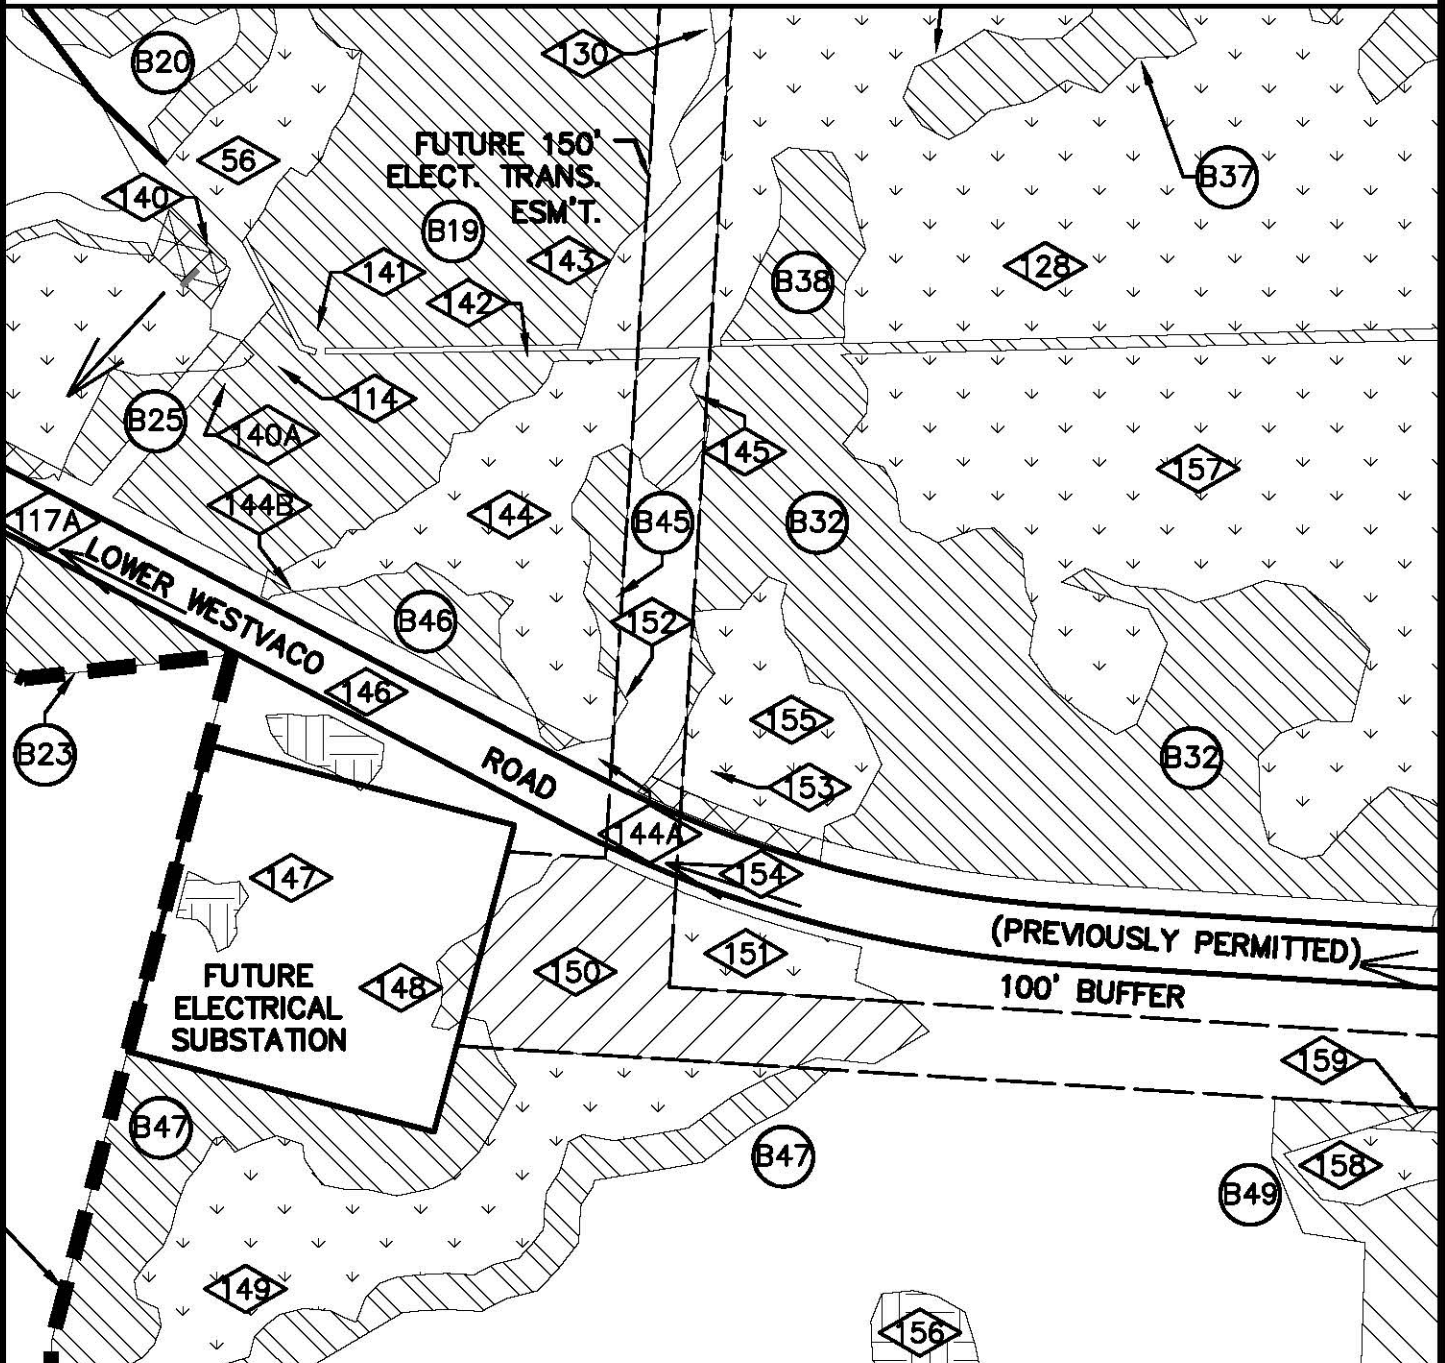 B20
130
56
FUTURE 150'
ELECT. TRANS.
ESM'T.
140
B37
B19
141
142
143
B38
128
114
B25
140A
145
157
144B
144
B45
B32
117A
LOWER WESTVACO
ROAD
B46
152
146
155
B32
B23
153
144A
154
147
(PREVIOUSLY PERMITTED)
100' BUFFER
151
150
148
FUTURE
ELECTRICAL
SUBSTATION
159
B47
B47
158
B49
149
156